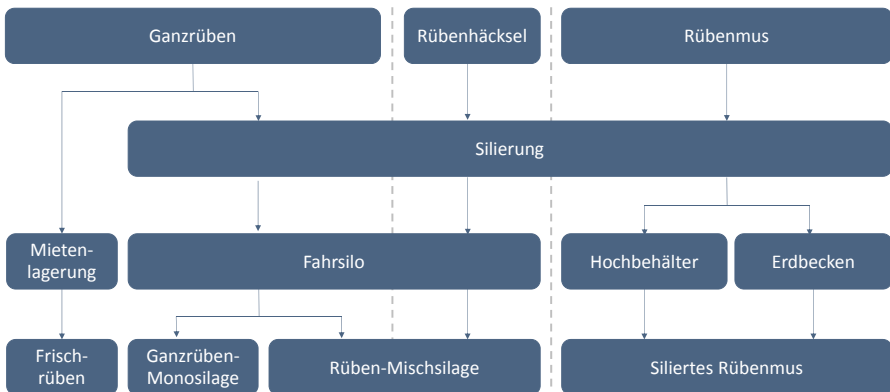 Ganzrüben
Rübenhäcksel
Rübenmus
Silierung
Mieten-
lagerung
Fahrsilo
Hochbehälter
Erdbecken
Frisch-
rüben
Ganzrüben-
Monosilage
Rüben-Mischsilage
Siliertes Rübenmus